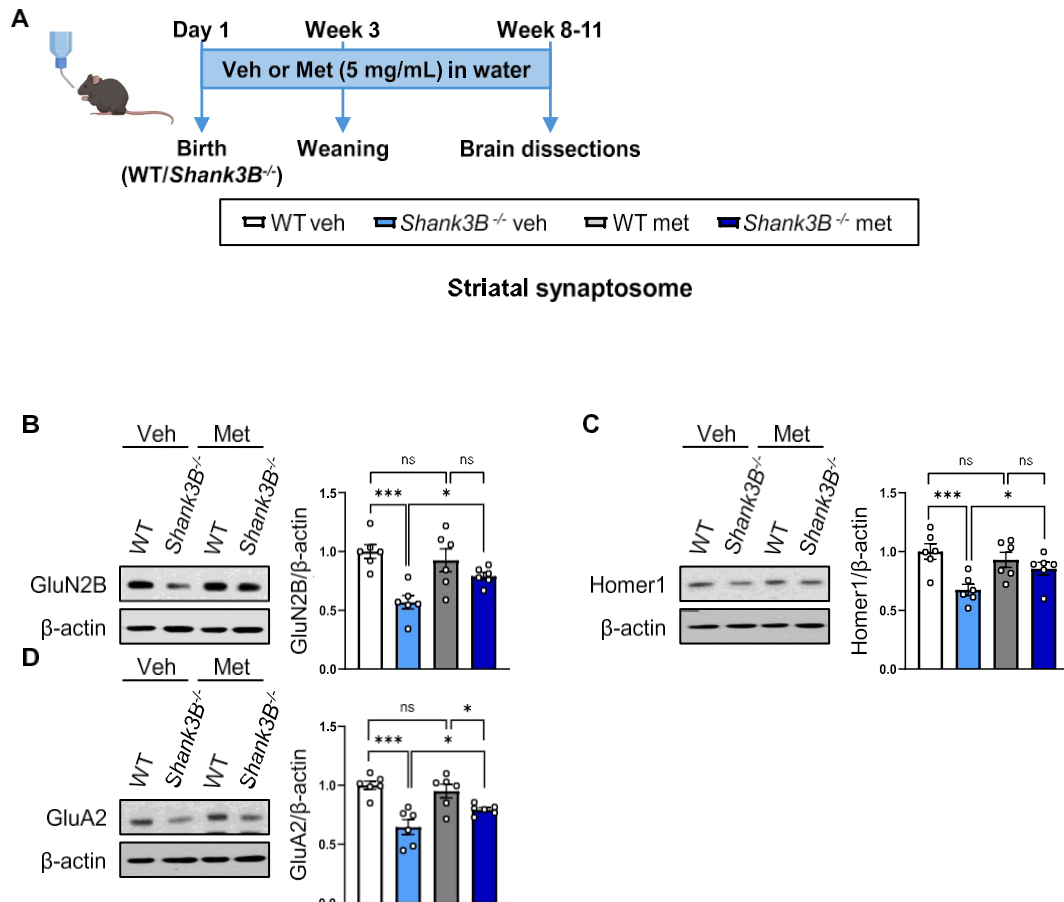 A
Day 1 Week 3 Week 8-11
Veh or Met (5 mg/mL) in water
Birth Weaning Brain dissections
(WT/Shank3B-/-)
WT veh Shank3B-/- veh WT met Shank3B-/- met
Striatal synaptosome
B
Veh Met
WT Shank3B-/- WT Shank3B-/-
GluN2B
β-actin
GluN2B/β-actin
1.5
1.0
0.5
0.0
ns ns
*** *
C
Veh Met
WT Shank3B-/- WT Shank3B-/-
Homer1
β-actin
Homer1/β-actin
1.5
1.0
0.5
0.0
ns ns
*** *
D
Veh Met
WT Shank3B-/- WT Shank3B-/-
GluA2
β-actin
GluA2/β-actin
1.5
1.0
0.5
0.0
ns *
*** *